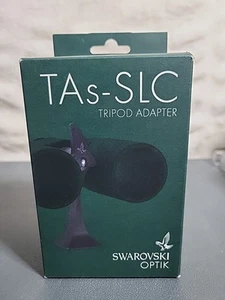 TAs-SLC
TRIPOD ADAPTER
SWAROVSKI
OPTIK